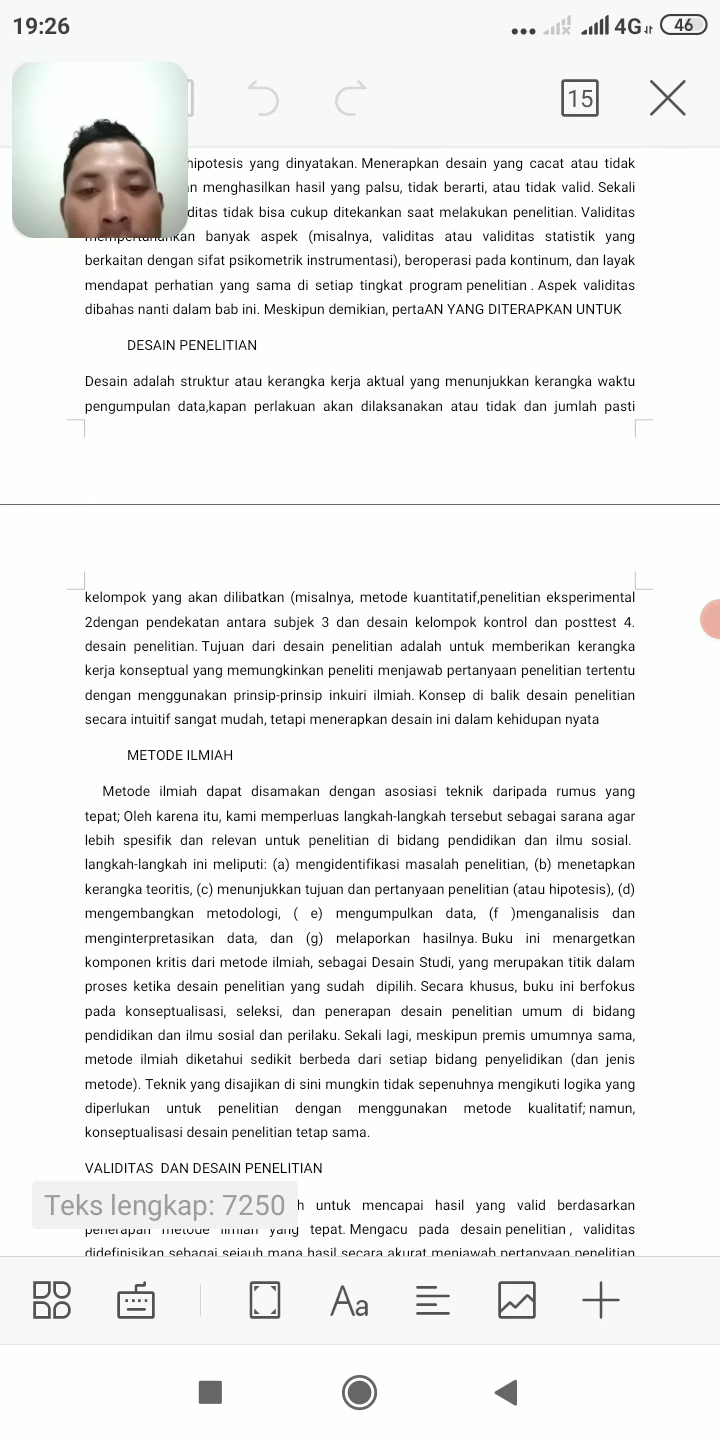 19:26
4G
46
15
hipotesis yang dinyatakan. Menerapkan desain yang cacat atau tidak
menghasilkan hasil yang palsu, tidak berarti, atau tidak valid. Sekali
tidak bisa cukup ditekankan saat melakukan penelitian. Validitas
banyak aspek (misalnya, validitas atau validitas statistik yang
berkaitan dengan sifat psikometrik instrumentasi), beroperasi pada kontinum, dan layak
mendapat perhatian yang sama di setiap tingkat program penelitian . Aspek validitas
dibahas nanti dalam bab ini. Meskipun demikian, pertaAN YANG DITERAPKAN UNTUK
DESAIN PENELITIAN
Desain adalah struktur atau kerangka kerja aktual yang menunjukkan kerangka waktu
pengumpulan data,kapan perlakuan akan dilaksanakan atau tidak dan jumlah pasti
kelompok yang akan dilibatkan (misalnya, metode kuantitatif,penelitian eksperimental
2dengan pendekatan antara subjek 3 dan desain kelompok kontrol dan posttest 4.
desain penelitian. Tujuan dari desain penelitian adalah untuk memberikan kerangka
kerja konseptual yang memungkinkan peneliti menjawab pertanyaan penelitian tertentu
dengan menggunakan prinsip-prinsip inkuiri ilmiah. Konsep di balik desain penelitian
secara intuitif sangat mudah, tetapi menerapkan desain ini dalam kehidupan nyata
METODE ILMIAH
Metode ilmiah dapat disamakan dengan asosiasi teknik daripada rumus yang
tepat; Oleh karena itu, kami memperluas langkah-langkah tersebut sebagai sarana agar
lebih spesifik dan relevan untuk penelitian di bidang pendidikan dan ilmu sosial.
langkah-langkah ini meliputi: (a) mengidentifikasi masalah penelitian, (b) menetapkan
kerangka teoritis, (c) menunjukkan tujuan dan pertanyaan penelitian (atau hipotesis), (d)
mengembangkan metodologi, ( e) mengumpulkan data, (f )menganalisis dan
menginterpretasikan data, dan (g) melaporkan hasilnya. Buku ini menargetkan
komponen kritis dari metode ilmiah, sebagai Desain Studi, yang merupakan titik dalam
proses ketika desain penelitian yang sudah dipilih. Secara khusus, buku ini berfokus
pada konseptualisasi, seleksi, dan penerapan desain penelitian umum di bidang
pendidikan dan ilmu sosial dan perilaku. Sekali lagi, meskipun premis umumnya sama,
metode ilmiah diketahui sedikit berbeda dari setiap bidang penyelidikan (dan jenis
metode). Teknik yang disajikan di sini mungkin tidak sepenuhnya mengikuti logika yang
diperlukan untuk penelitian dengan menggunakan metode kualitatif; namun,
konseptualisasi desain penelitian tetap sama.
VALIDITAS DAN DESAIN PENELITIAN
Teks lengkap: 7250
untuk mencapai hasil yang valid berdasarkan
penerapan metode ilmiah yang tepat. Mengacu pada desain penelitian , validitas
didefinisikan sebagai sejauh mana hasil secara akurat menjawab pertanyaan penelitian
Aa